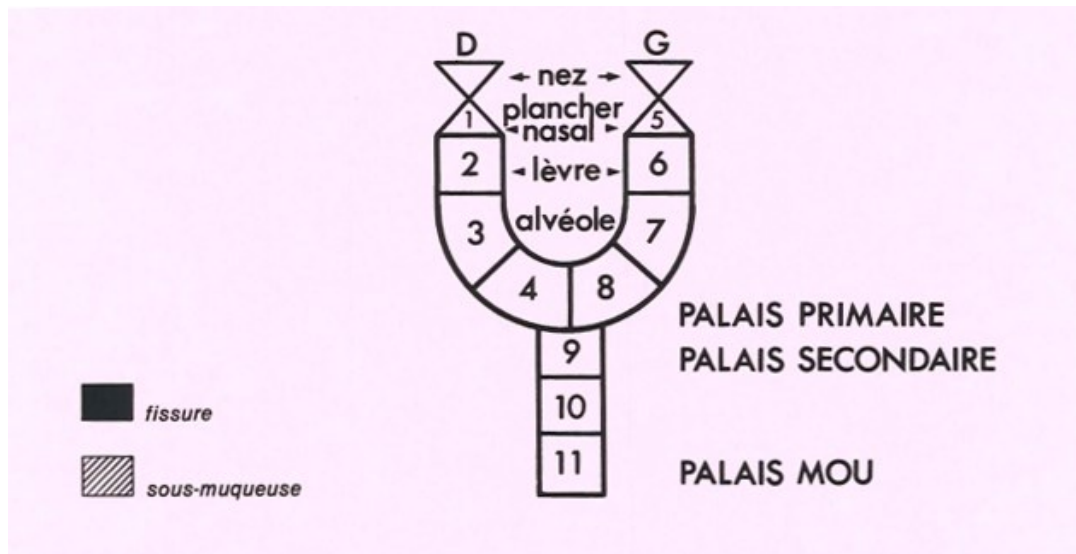 D G
nez
1 plancher 5
nasal
2 lèvre 6
3 alvéole 7
4 8
PALAIS PRIMAIRE
9 PALAIS SECONDAIRE
10
fissure
11 PALAIS MOU
sous-muqueuse